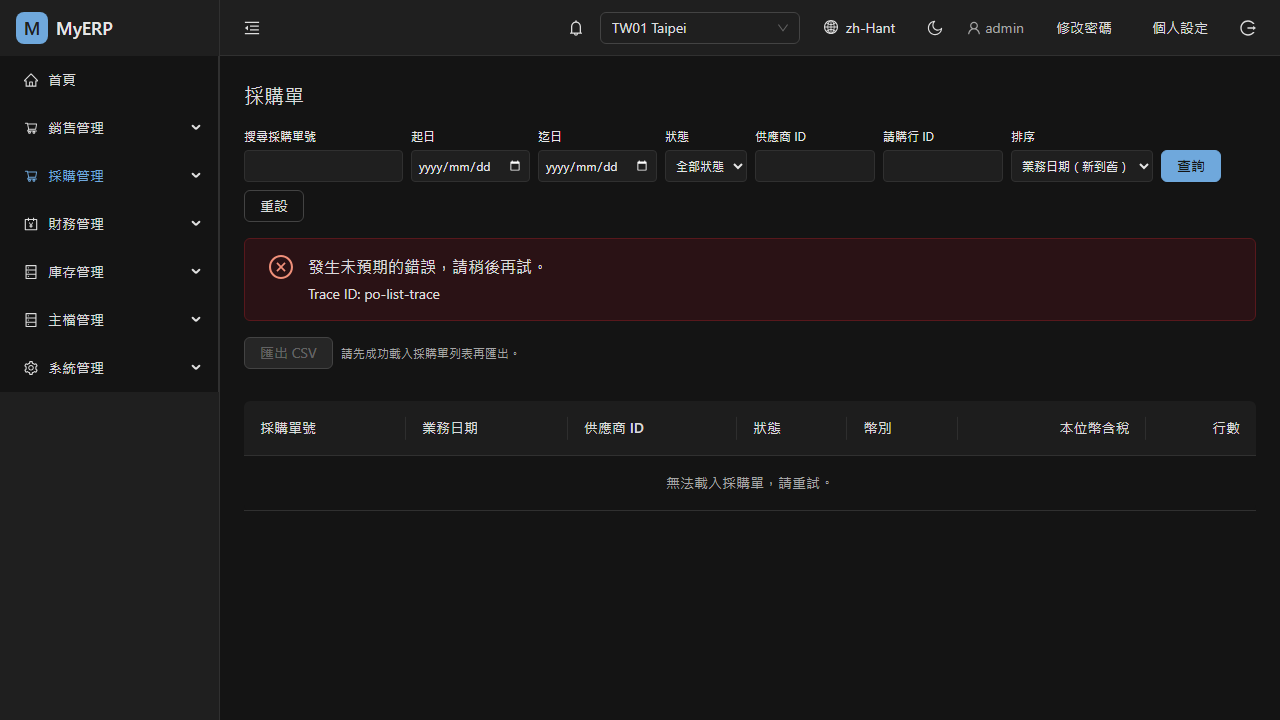 M MyERP
TW01 Taipei
zh-Hant
admin
修改密碼
個人設定
首頁
銷售管理
採購管理
財務管理
庫存管理
主檔管理
系統管理
採購單
搜尋採購單號
起日
迄日
狀態
供應商 ID
請購行 ID
排序
yyyy/mm/dd
yyyy/mm/dd
全部狀態
業務日期（新到舊）
查詢
重設
發生未預期的錯誤，請稍後再試。
Trace ID: po-list-trace
匯出 CSV
請先成功載入採購單列表再匯出。
採購單號
業務日期
供應商 ID
狀態
幣別
本位幣含稅
行數
無法載入採購單，請重試。